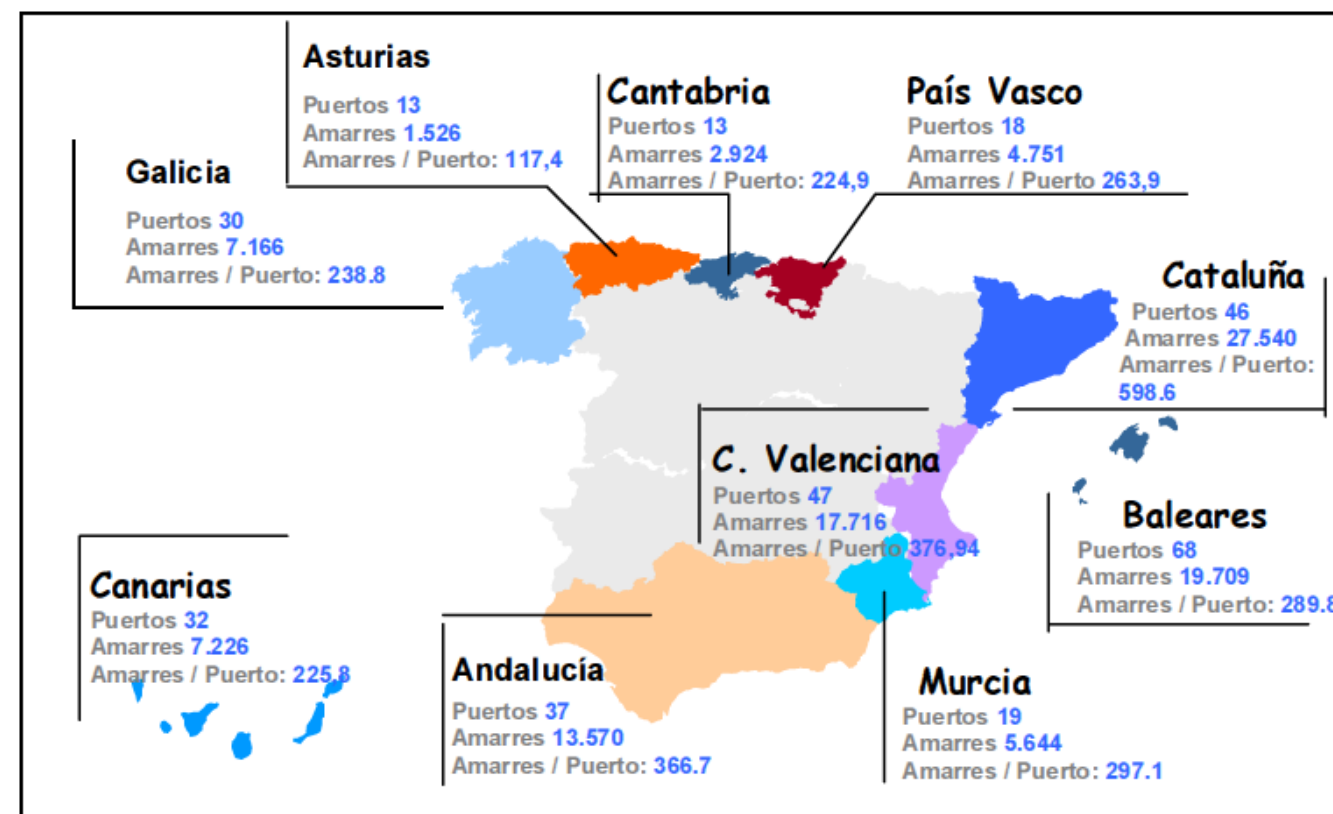 Asturias
Puertos 13
Amarres 1.526
Amarres / Puerto: 117,4
Cantabria
Puertos 13
Amarres 2.924
Amarres / Puerto: 224,9
País Vasco
Puertos 18
Amarres 4.751
Amarres / Puerto 263,9
Galicia
Puertos 30
Amarres 7.166
Amarres / Puerto: 238.8
Cataluña
Puertos 46
Amarres 27.540
Amarres / Puerto:
598.6
C. Valenciana
Puertos 47
Amarres 17.716
Amarres / Puerto 376,94
Baleares
Puertos 68
Amarres 19.709
Amarres / Puerto: 289.8
Canarias
Puertos 32
Amarres 7.226
Amarres / Puerto: 225,8
Andalucía
Puertos 37
Amarres 13.570
Amarres / Puerto: 366.7
Murcia
Puertos 19
Amarres 5.644
Amarres / Puerto: 297.1